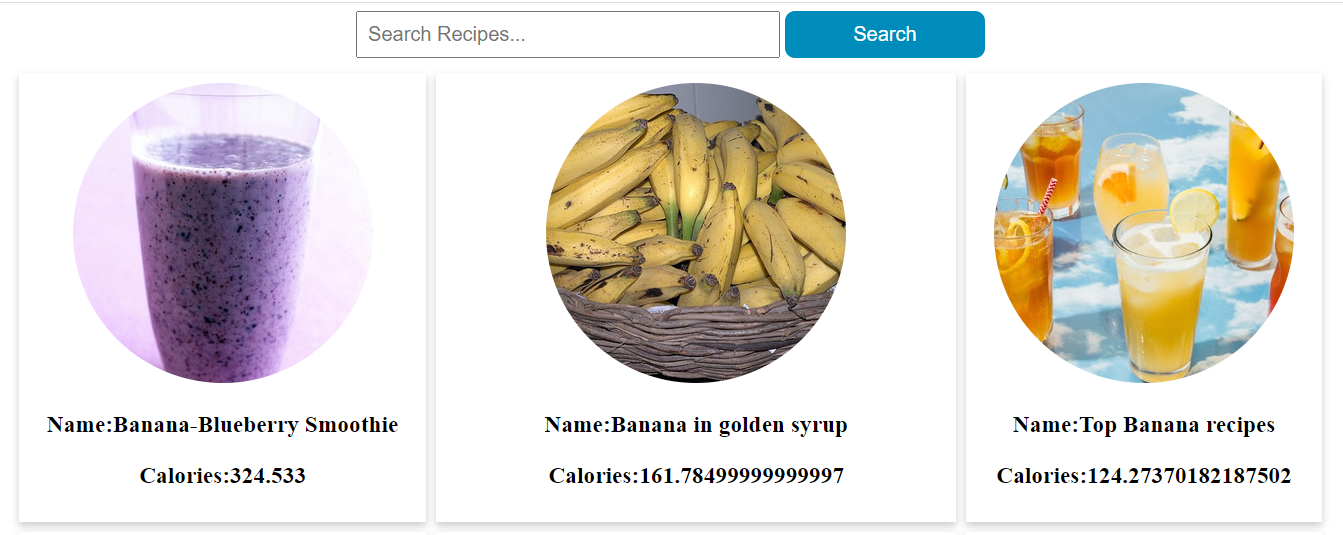 Search Recipes...
Search
Name:Banana-Blueberry Smoothie
Calories:324.533
Name:Banana in golden syrup
Calories:161.78499999999997
Name:Top Banana recipes
Calories:124.27370182187502